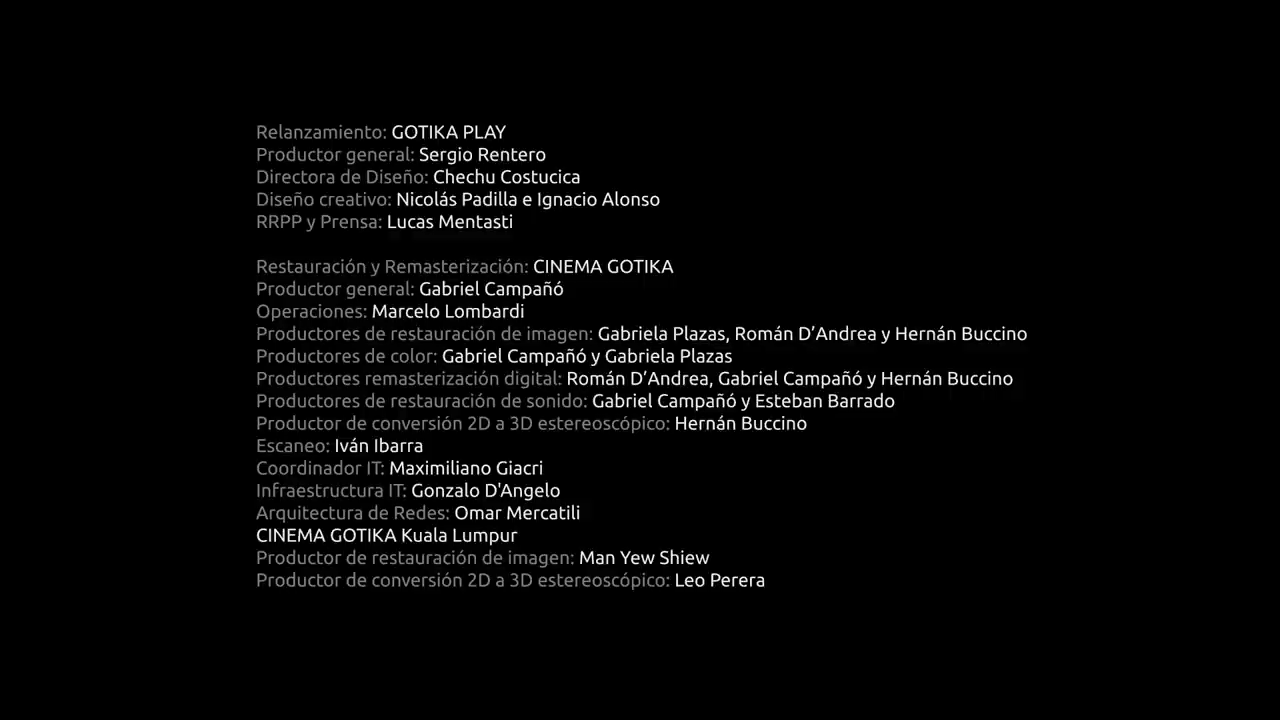 Relanzamiento: GOTIKA PLAY
Productor general: Sergio Rentero
Directora de Diseño: Chechu Costucica
Diseño creativo: Nicolás Padilla e Ignacio Alonso
RRPP y Prensa: Lucas Mentasti
Restauración y Remasterización: CINEMA GOTIKA
Productor general: Gabriel Campañó
Operaciones: Marcelo Lombardi
Productores de restauración de imagen: Gabriela Plazas, Román D’Andrea y Hernán Buccino
Productores de color: Gabriel Campañó y Gabriela Plazas
Productores remasterización digital: Román D’Andrea, Gabriel Campañó y Hernán Buccino
Productores de restauración de sonido: Gabriel Campañó y Esteban Barrado
Productor de conversión 2D a 3D estereoscópico: Hernán Buccino
Escaneo: Iván Ibarra
Coordinador IT: Maximiliano Giacri
Infraestructura IT: Gonzalo D'Angelo
Arquitectura de Redes: Omar Mercatili
CINEMA GOTIKA Kuala Lumpur
Productor de restauración de imagen: Man Yew Shiew
Productor de conversión 2D a 3D estereoscópico: Leo Perera